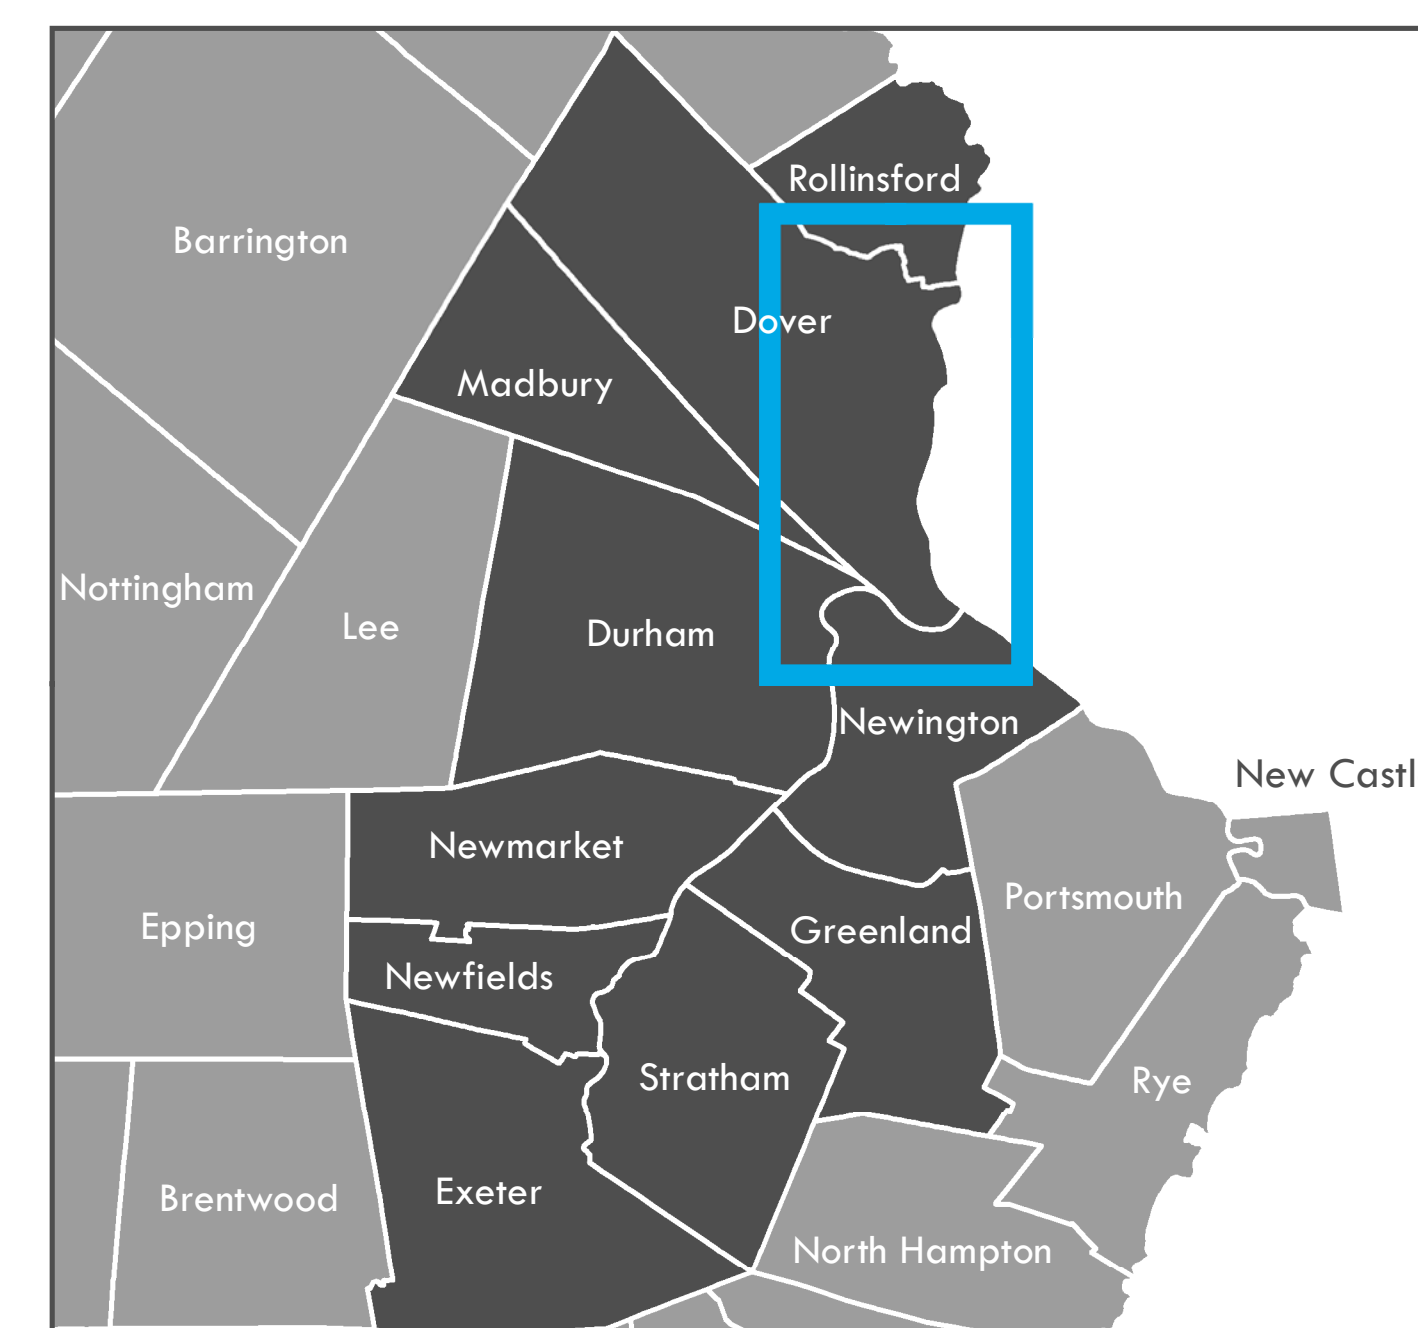 Rollinsford
Barrington
Dover
Madbury
Nottingham
Lee
Durham
Newington
New Castl
Newmarket
Portsmouth
Epping
Greenland
Newfields
Stratham
Rye
Exeter
Brentwood
North Hampton